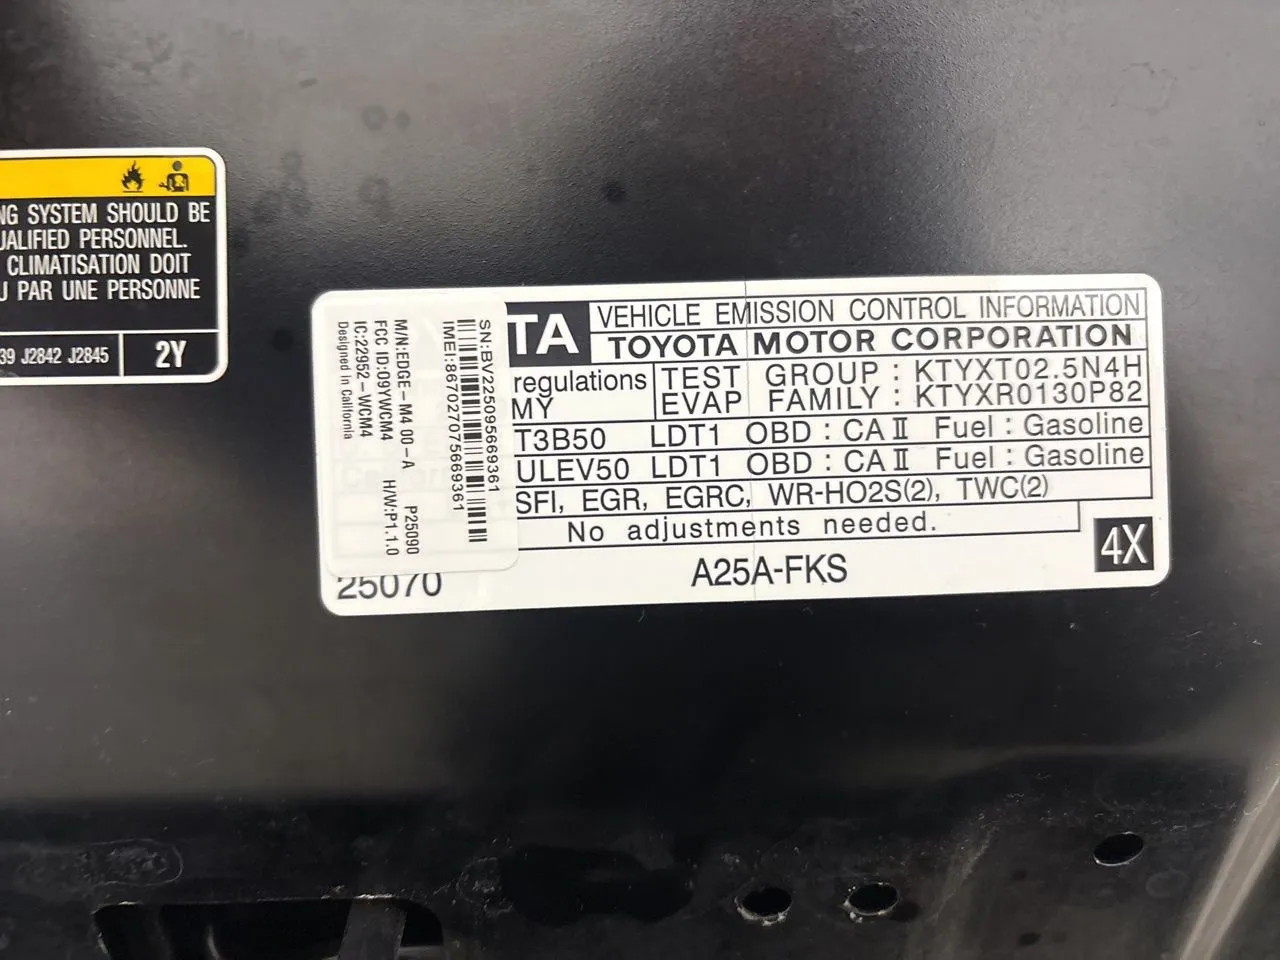 NG SYSTEM SHOULD BE
UALIFIED PERSONNEL.
CLIMATISATION DOIT
U PAR UNE PERSONNE
39 J2842 J2845
2Y
SN:BV225095669361
IMEI:867027075669361
M/N:EDGE-M4 00-A P25090
FCC ID:09YWCM4 H/W:P1.1.0
IC:22952-WCM4
Designed in California
TA VEHICLE EMISSION CONTROL INFORMATION
TOYOTA MOTOR CORPORATION
regulations TEST GROUP : KTYXT02.5N4H
MY EVAP FAMILY : KTYXR0130P82
T3B50 LDT1 OBD : CA II Fuel : Gasoline
ULEV50 LDT1 OBD : CA II Fuel : Gasoline
SFI, EGR, EGRC, WR-HO2S(2), TWC(2)
No adjustments needed.
25070 A25A-FKS 4X